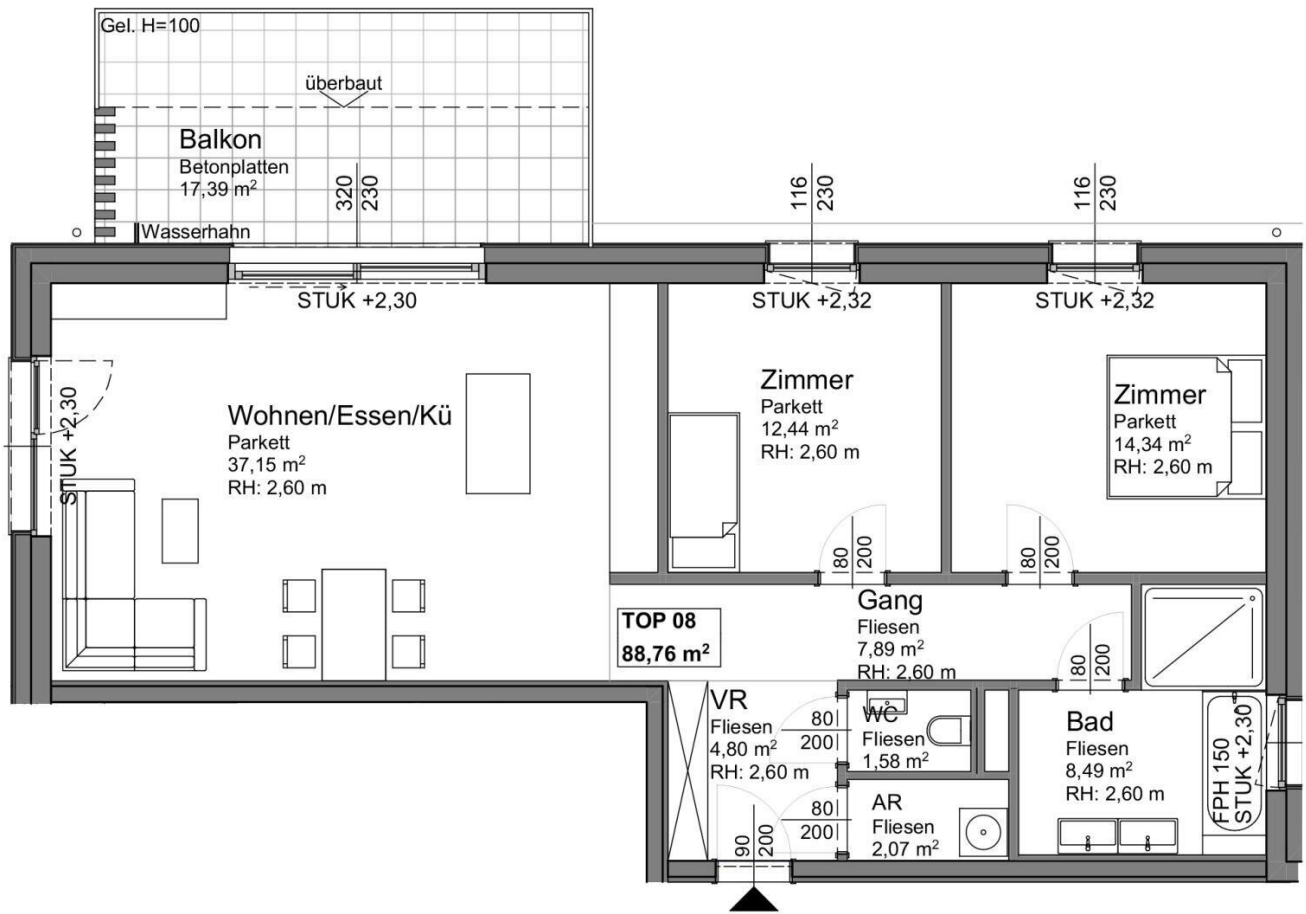 Gel. H=100
überbaut
Balkon
Betonplatten
17,39 m²
320
230
116
230
116
230
Wasserhahn
STUK +2,30
STUK +2,32
STUK +2,32
STUK +2,30
Wohnen/Essen/Kü
Parkett
37,15 m²
RH: 2,60 m
Zimmer
Parkett
12,44 m²
RH: 2,60 m
Zimmer
Parkett
14,34 m²
RH: 2,60 m
80
200
80
200
TOP 08
88,76 m²
Gang
Fliesen
7,89 m²
RH: 2,60 m
80
200
VR
Fliesen
4,80 m²
RH: 2,60 m
80
200
WC
Fliesen
1,58 m²
Bad
Fliesen
8,49 m²
RH: 2,60 m
FPH 150
STUK +2,30
80
200
AR
Fliesen
2,07 m²
90
200